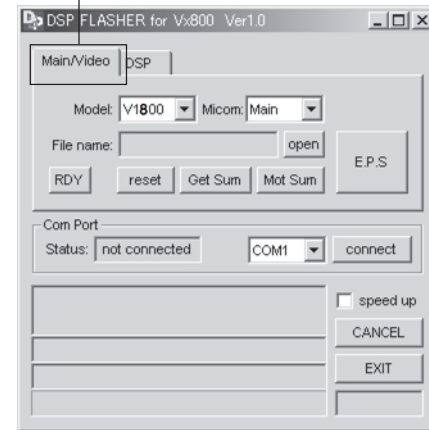 DSP FLASHER for Vx800 Ver1.0
Main/Video DSP
Model: V1800 Micom: Main
File name: open
E.P.S
RDY reset Get Sum Mot Sum
Com Port
Status: not connected COM1 connect
speed up
CANCEL
EXIT